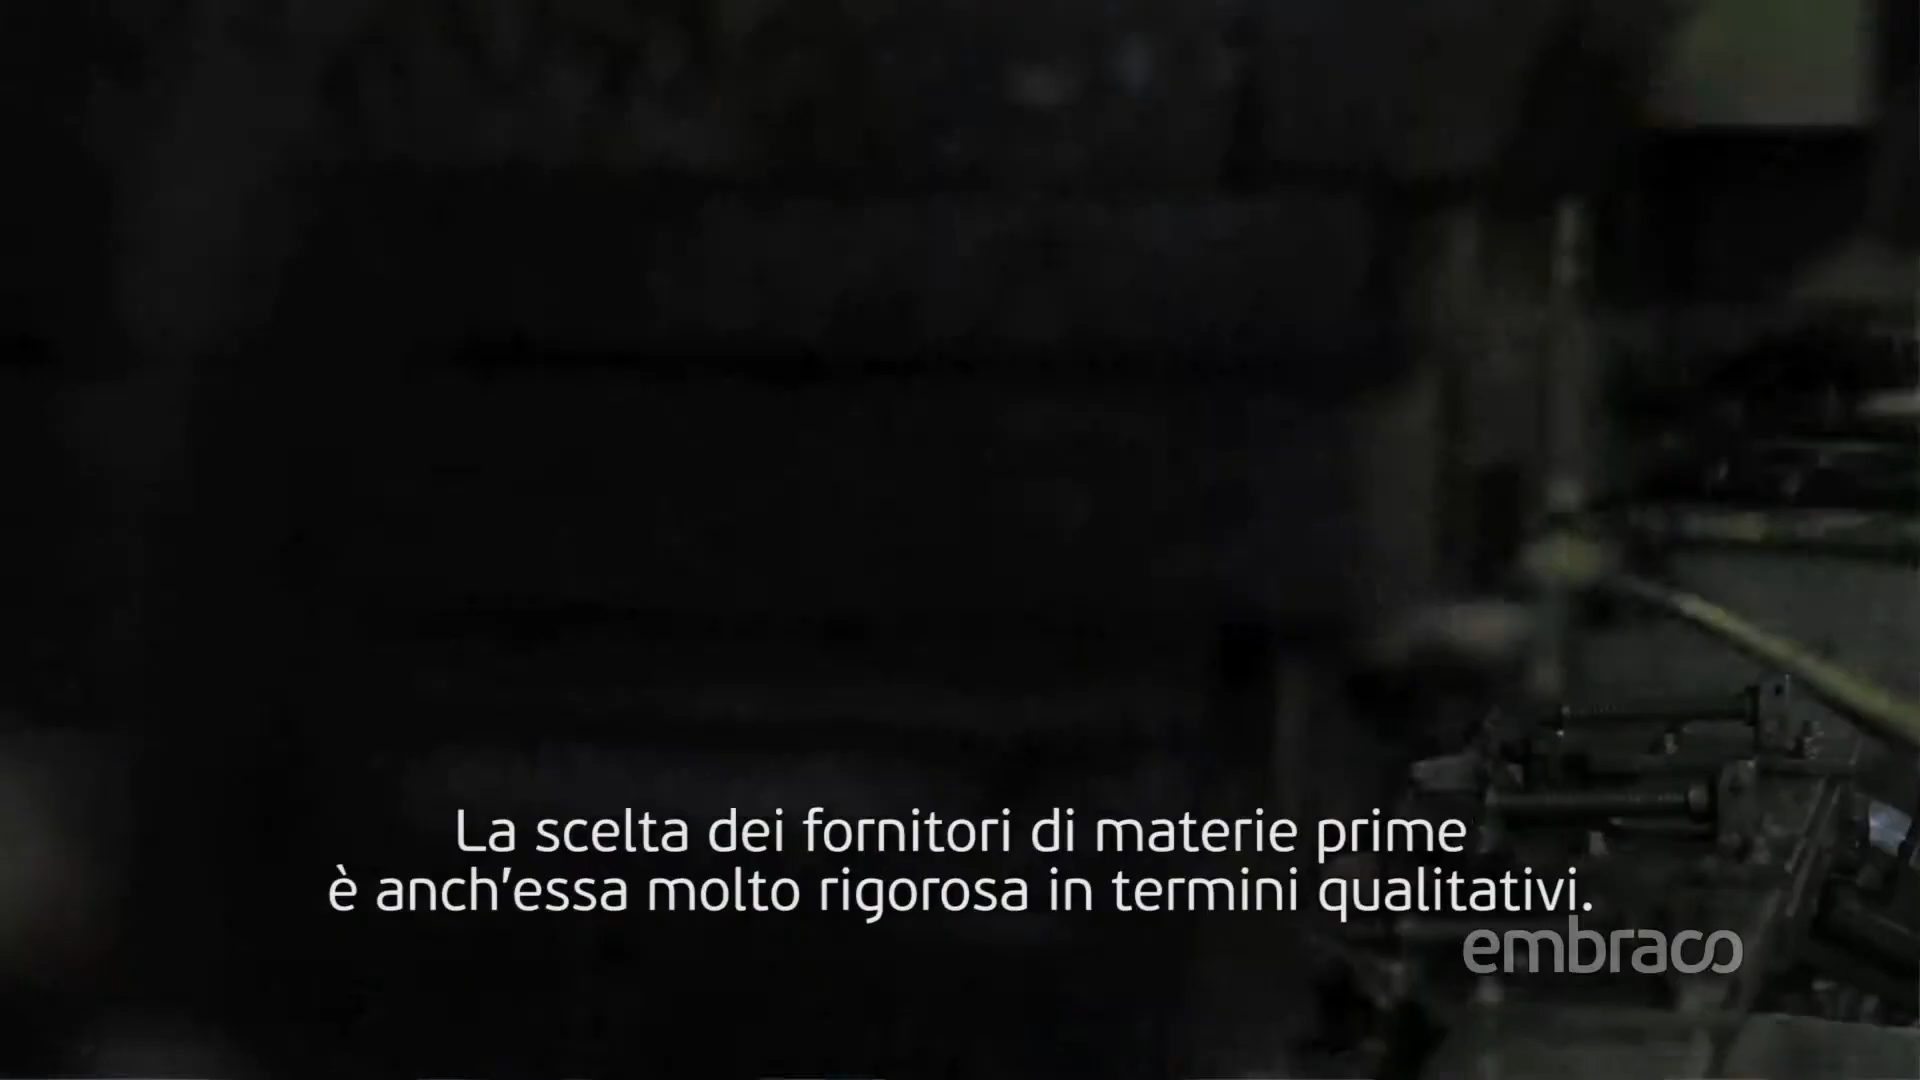 La scelta dei fornitori di materie prime
è anch'essa molto rigorosa in termini qualitativi.
embraco